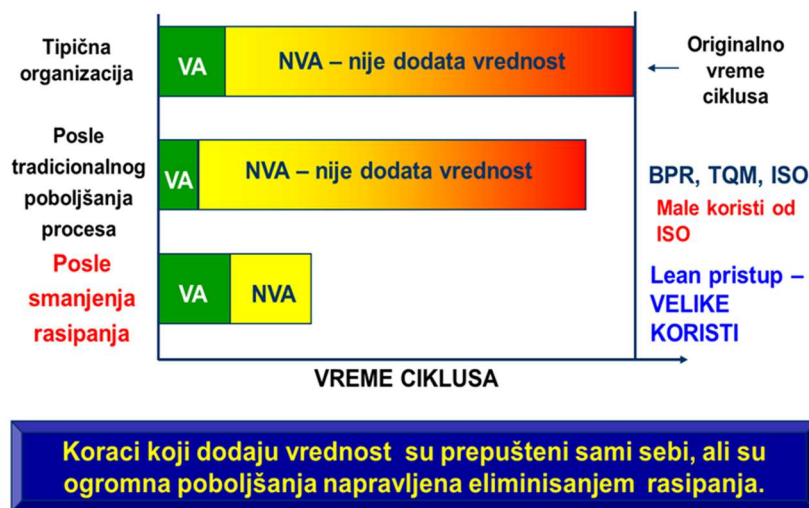 Tipična
organizacija
VA
NVA – nije dodata vrednost
Originalno
vreme
ciklusa
Posle
tradicionalnog
poboljšanja
procesa
VA
NVA – nije dodata vrednost
BPR, TQM, ISO
Male koristi od
ISO
Posle
smanjenja
rasipanja
VA
NVA
Lean pristup –
VELIKE
KORISTI
VREME CIKLUSA
Koraci koji dodaju vrednost su prepušteni sami sebi, ali su
ogromna poboljšanja napravljena eliminisanjem rasipanja.